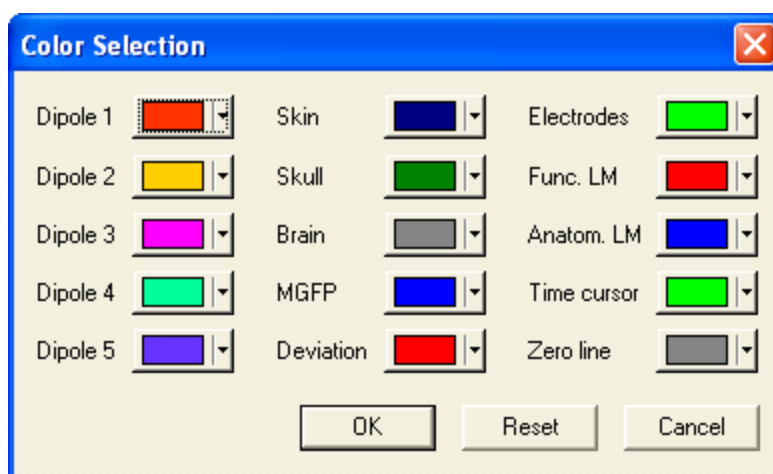 Color Selection
Dipole 1 Skin Electrodes
Dipole 2 Skull Func. LM
Dipole 3 Brain Anatom. LM
Dipole 4 MGFP Time cursor
Dipole 5 Deviation Zero line
OK Reset Cancel